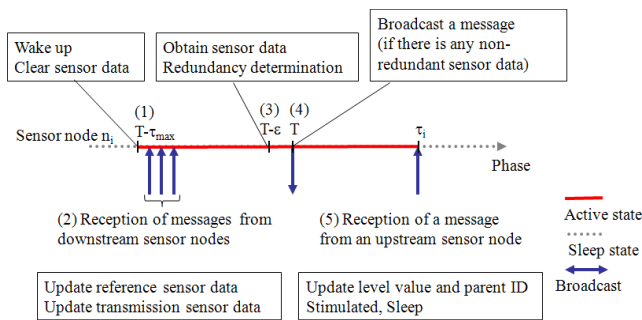 Wake up
Clear sensor data
Obtain sensor data
Redundancy determination
Broadcast a message
(if there is any non-
redundant sensor data)
(1)
T-τmax
(3)
T-ε
(4)
T
τi
Sensor node ni
Phase
(2) Reception of messages from
downstream sensor nodes
(5) Reception of a message
from an upstream sensor node
Active state
Sleep state
Broadcast
Update reference sensor data
Update transmission sensor data
Update level value and parent ID
Stimulated, Sleep